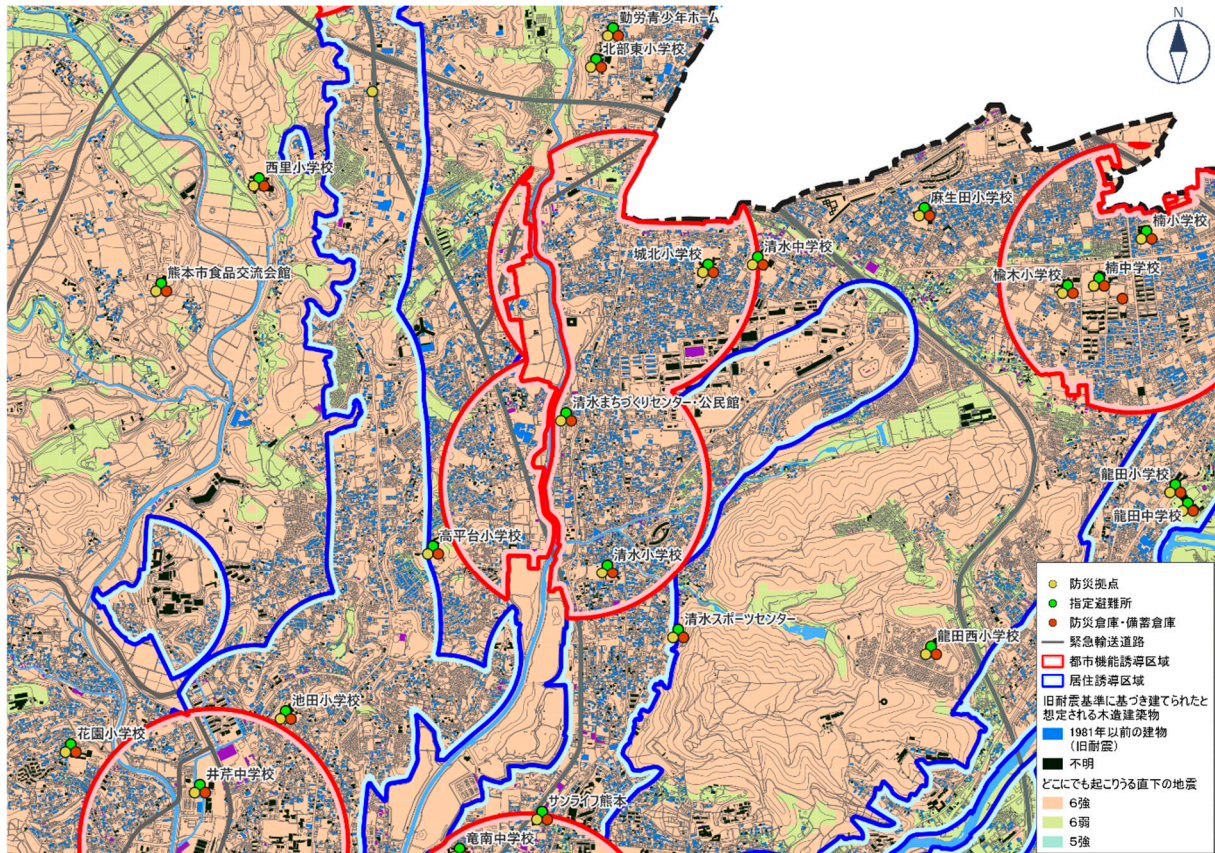 N
勤労青少年ホーム
北部東小学校
西里小学校
麻生田小学校
楠小学校
城北小学校
清水中学校
楡木小学校
楠中学校
熊本市食品交流会館
清水まちづくりセンター・公民館
龍田小学校
龍田中学校
高平台小学校
清水小学校
清水スポーツセンター
龍田西小学校
池田小学校
花園小学校
井芹中学校
サンライフ熊本
竜南中学校
防災拠点
指定避難所
防災倉庫・備蓄倉庫
緊急輸送道路
都市機能誘導区域
居住誘導区域
旧耐震基準に基づき建てられたと
想定される木造建築物
1981年以前の建物
(旧耐震)
不明
どこにでも起こりうる直下の地震
6強
6弱
5強